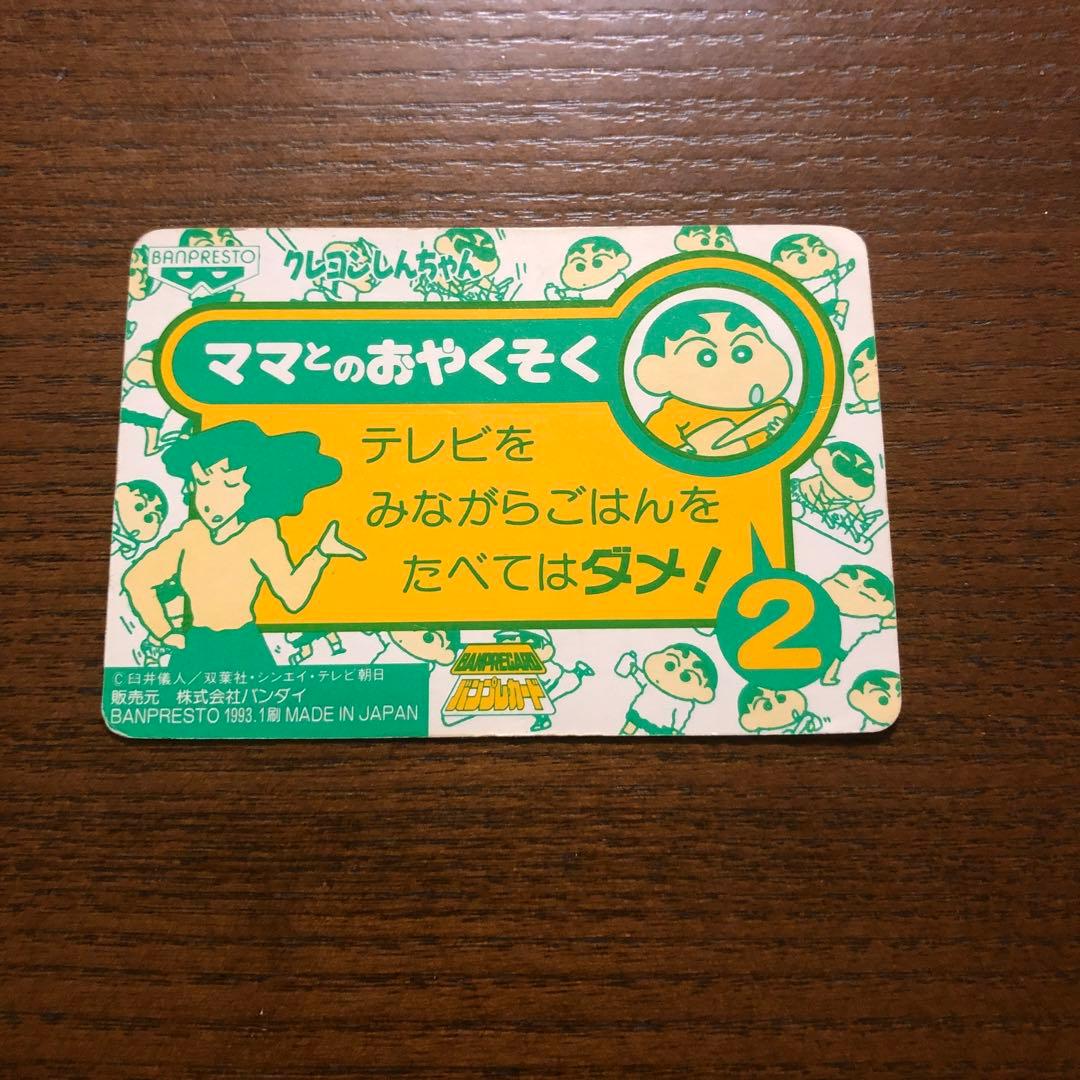 BANPRESTO
クレヨンしんちゃん
ママとのおやくそく
テレビを
みながらごはんを
たべてはダメ!
2
BANPRECARD
バンプレカード
C 臼井儀人/双葉社・シンエイ・テレビ朝日
販売元 株式会社バンダイ
BANPRESTO 1993.1刷 MADE IN JAPAN